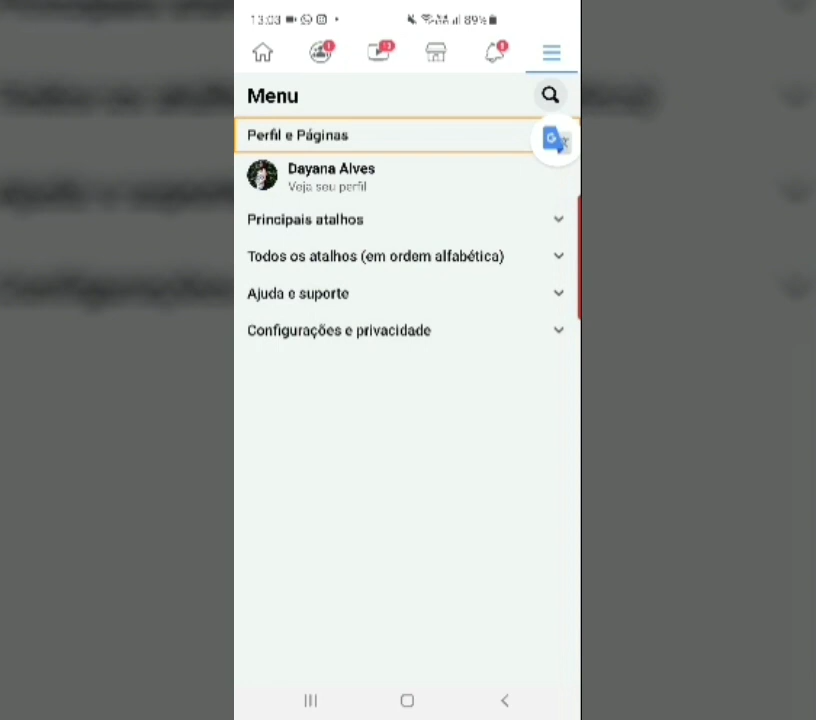 13:03 89%
Menu
Perfil e Páginas
Dayana Alves
Veja seu perfil
Principais atalhos
Todos os atalhos (em ordem alfabética)
Ajuda e suporte
Configurações e privacidade